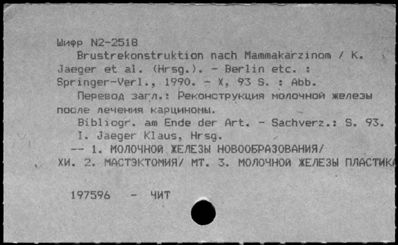 Шифр N2-2518
Brustrekonstruktion nach Mammakarzinom / K.
Jaeger et al. (Hrsg.). - Berlin etc. :
Springer-Verl., 1990. - X, 93 S. : Abb.
Перевод загл.: Реконструкция молочной железы
после лечения карциномы.
Bibliogr. am Ende der Art. - Sachverz.: S. 93.
I. Jaeger Klaus, Hrsg.
-- 1. МОЛОЧНОЙ ЖЕЛЕЗЫ НОВООБРАЗОВАНИЯ/
ХИ. 2. МАСТЭКТОМИЯ/ МТ. 3. МОЛОЧНОЙ ЖЕЛЕЗЫ ПЛАСТИКА
197596 - ЧИТ